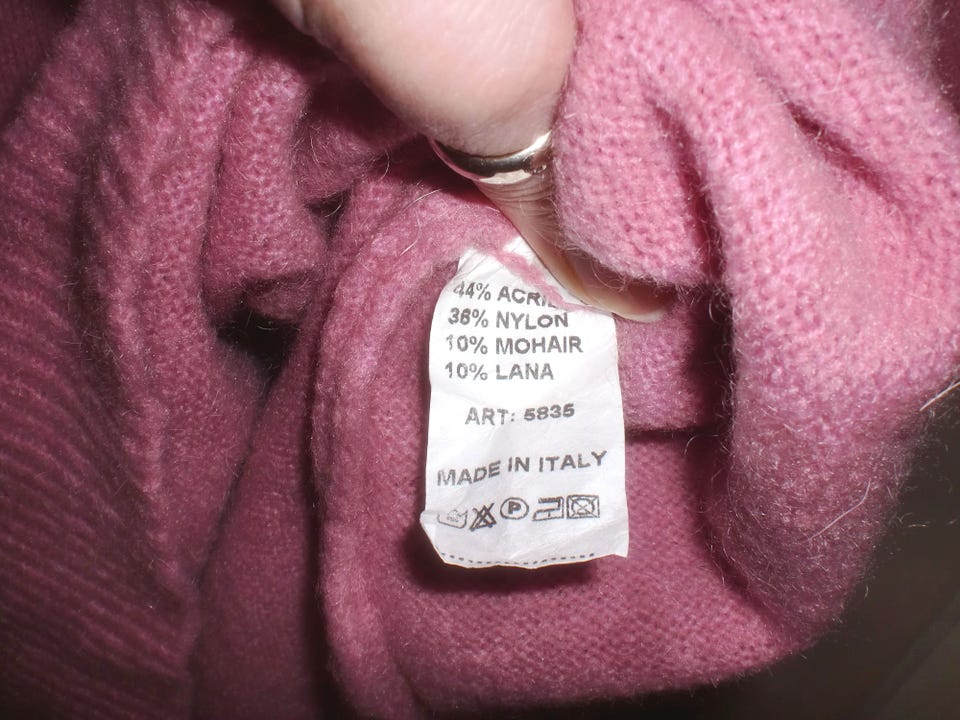 44% ACRI
36% NYLON
10% MOHAIR
10% LANA
ART: 5835
MADE IN ITALY
P